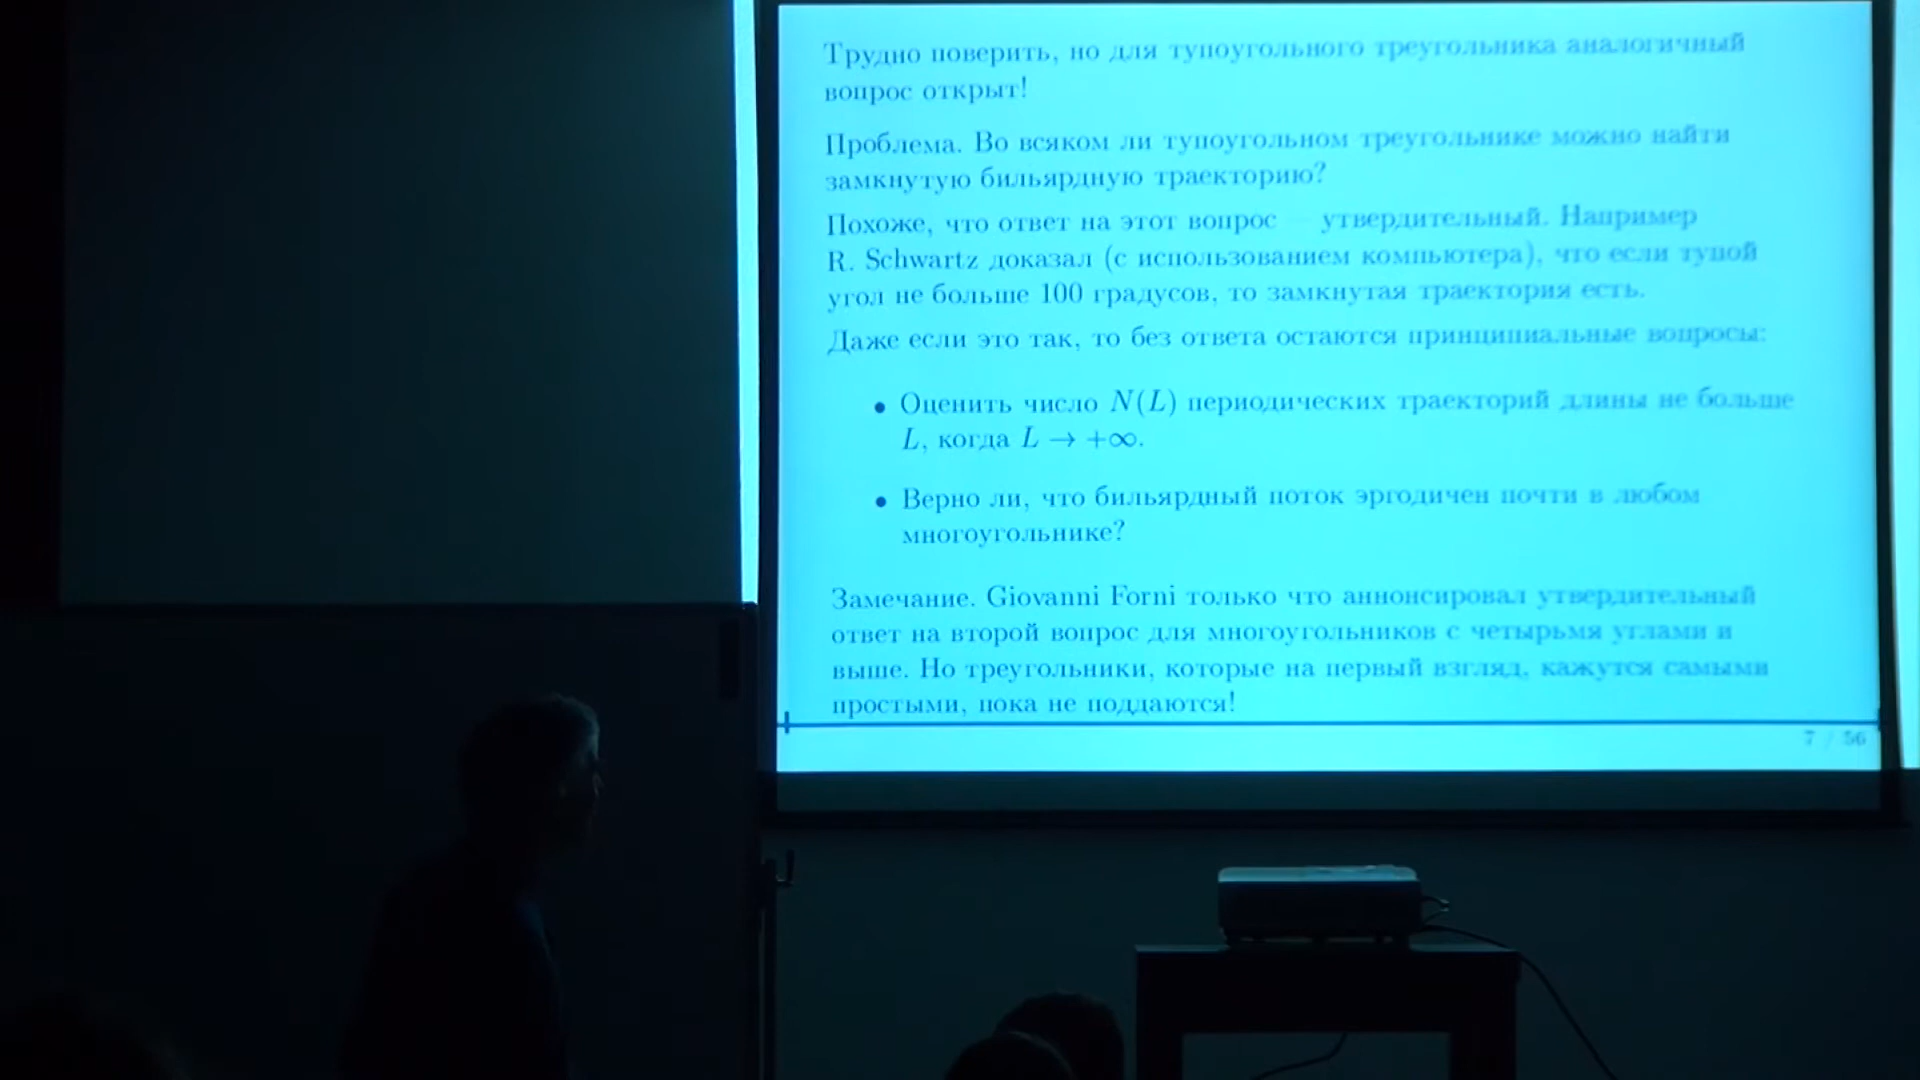 Трудно поверить, но для тупоугольного треугольника аналогичный
вопрос открыт!
Проблема. Во всяком ли тупоугольном треугольнике можно найти
замкнутую бильярдную траекторию?
Похоже, что ответ на этот вопрос — утвердительный. Например
R. Schwartz доказал (с использованием компьютера), что если тупой
угол не больше 100 градусов, то замкнутая траектория есть.
Даже если это так, то без ответа остаются принципиальные вопросы:
• Оценить число N(L) периодических траекторий длины не больше
L, когда L → +∞.
• Верно ли, что бильярдный поток эргодичен почти в любом
многоугольнике?
Замечание. Giovanni Forni только что аннонсировал утвердительный
ответ на второй вопрос для многоугольников с четырьмя углами и
выше. Но треугольники, которые на первый взгляд, кажутся самыми
простыми, пока не поддаются!
7 / 56